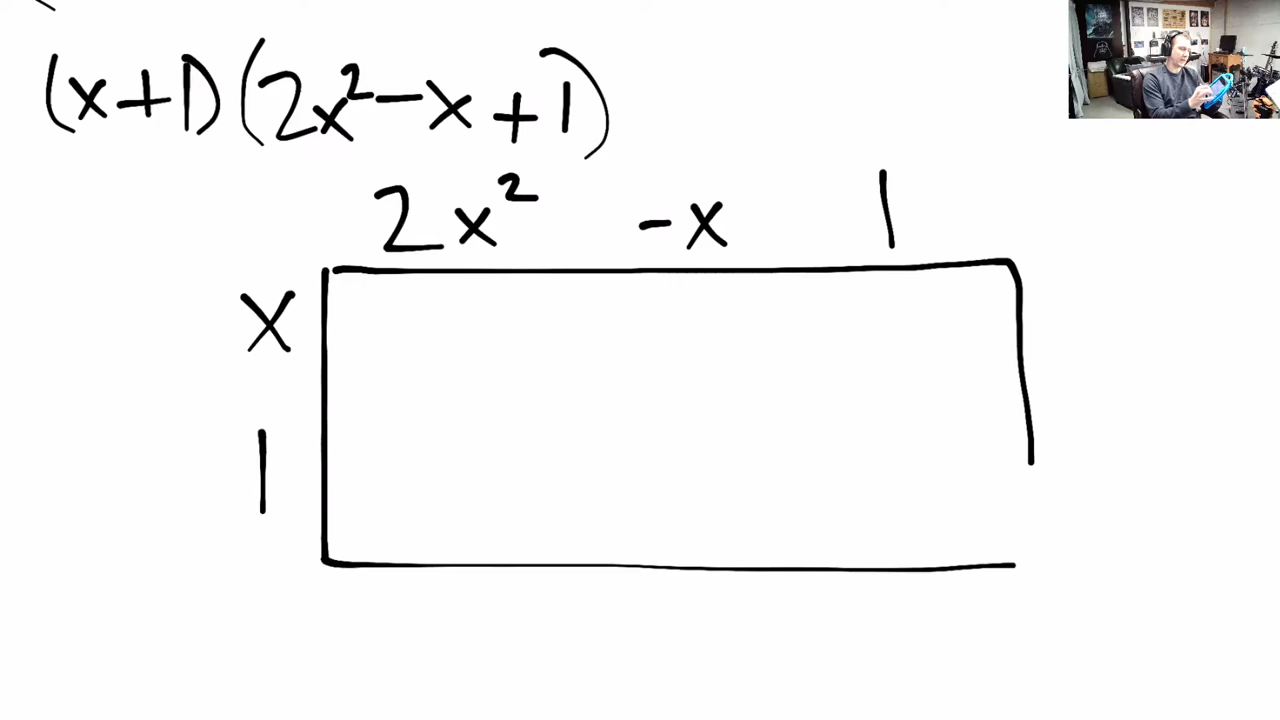 (x+1)(2x²-x+1)
2x² -x 1
x
1